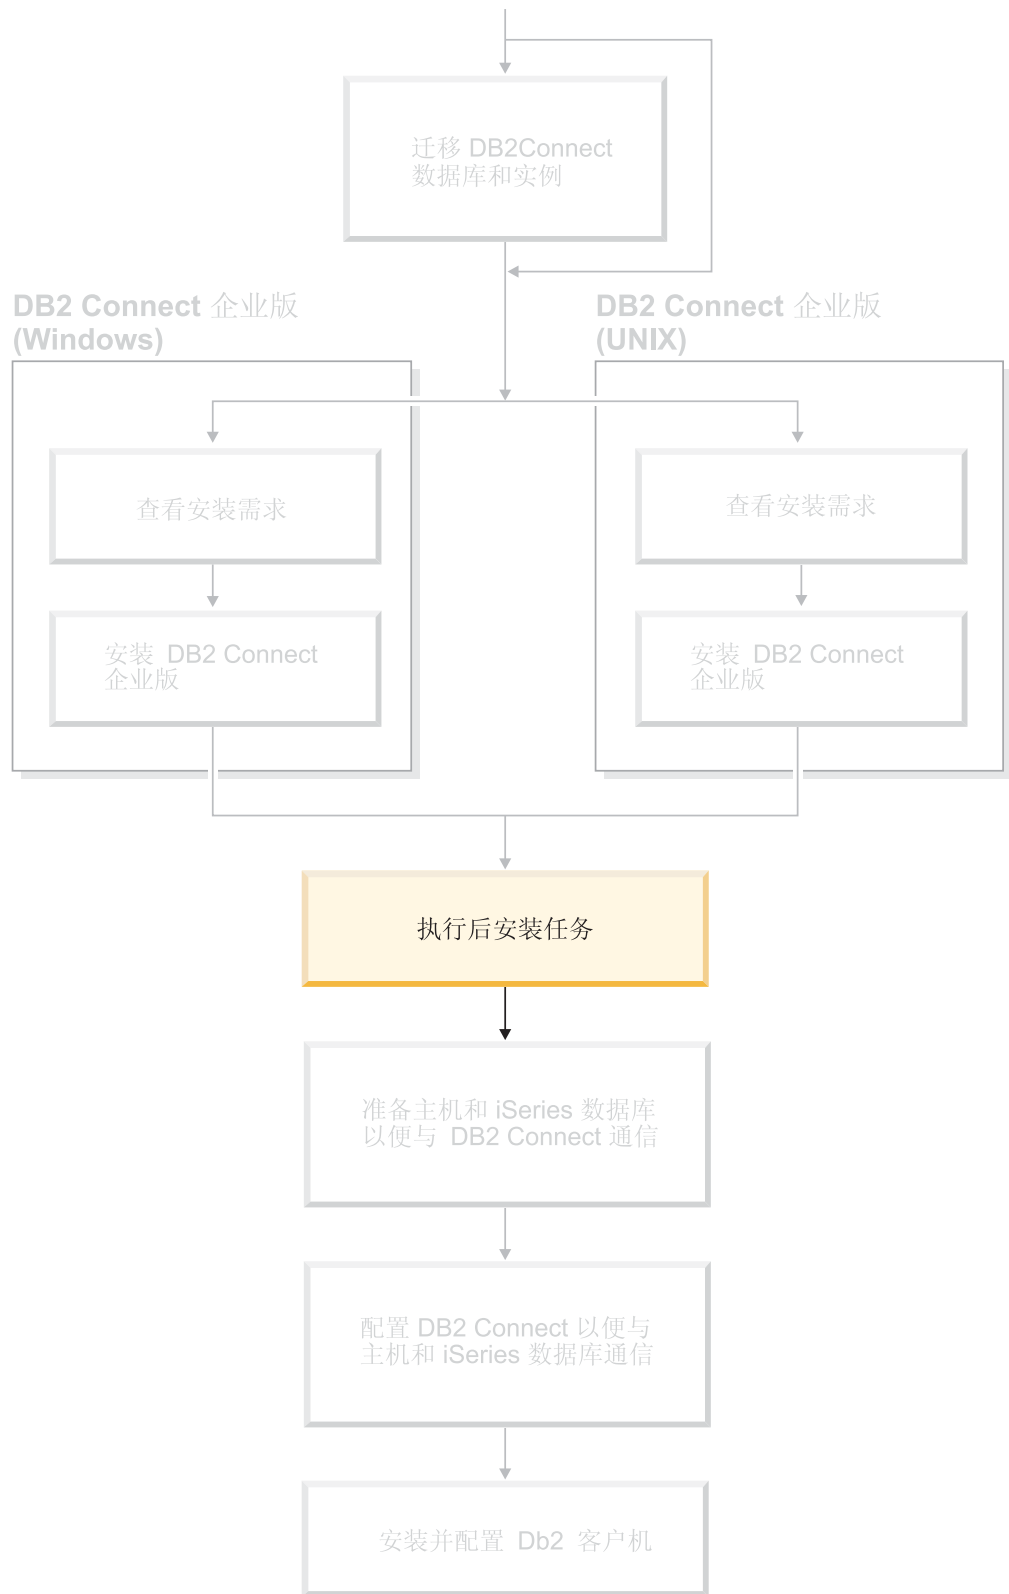 迁移 DB2Connect
数据库和实例
DB2 Connect 企业版
(Windows)
DB2 Connect 企业版
(UNIX)
查看安装需求
查看安装需求
安装 DB2 Connect
企业版
安装 DB2 Connect
企业版
执行后安装任务
准备主机和 iSeries 数据库
以便与 DB2 Connect 通信
配置 DB2 Connect 以便与
主机和 iSeries 数据库通信
安装并配置 Db2 客户机